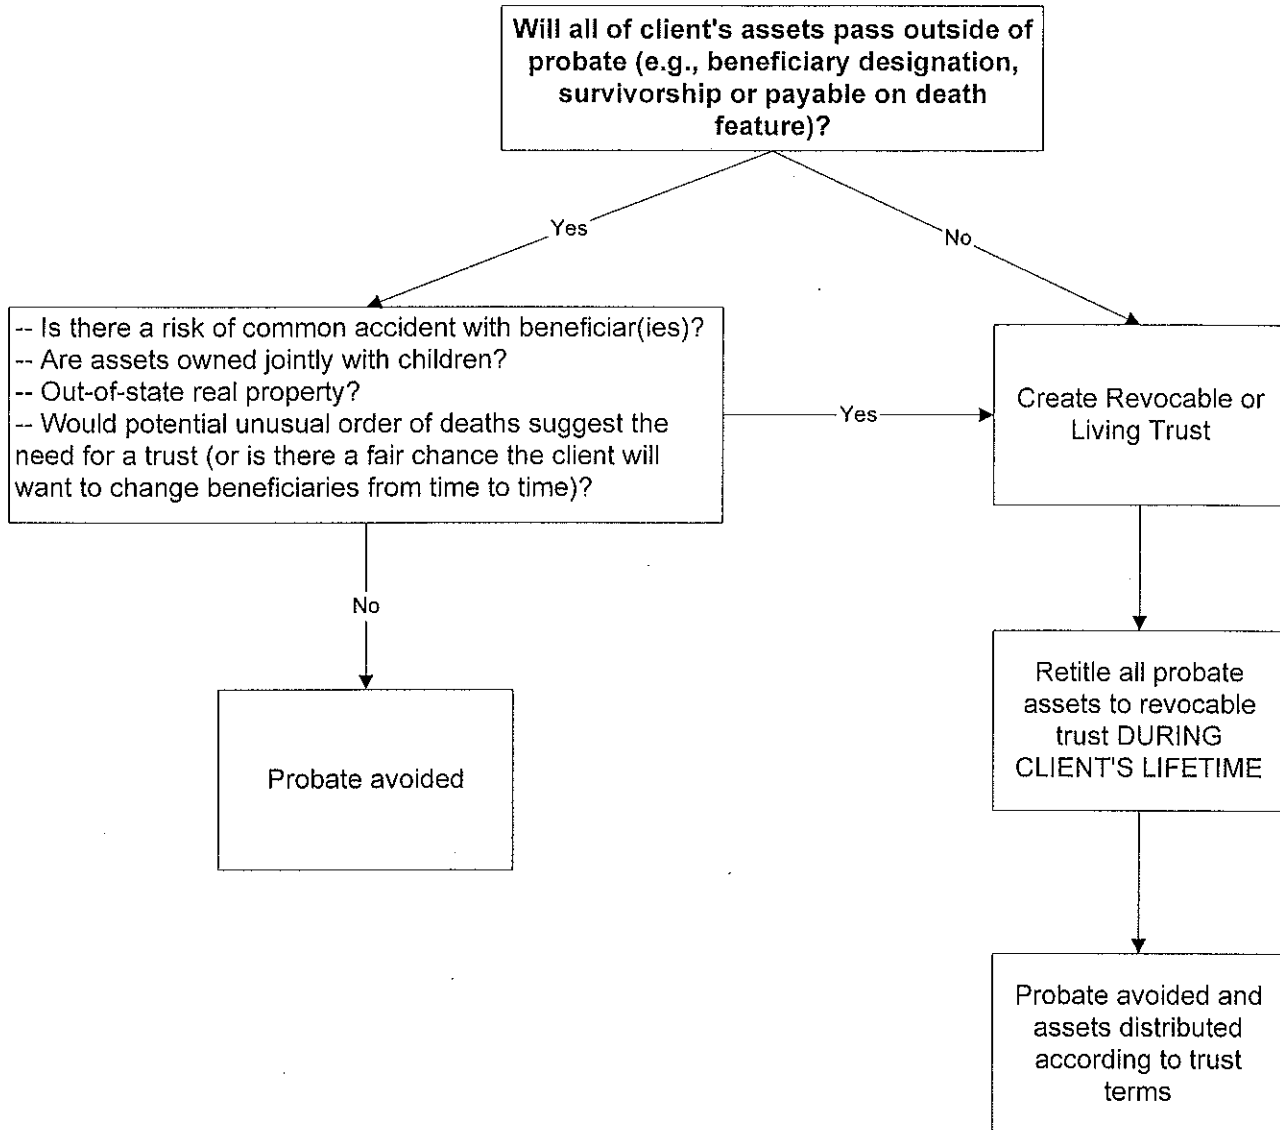 Will all of client's assets pass outside of
probate (e.g., beneficiary designation,
survivorship or payable on death
feature)?
Yes
No
-- Is there a risk of common accident with beneficiar(ies)?
-- Are assets owned jointly with children?
-- Out-of-state real property?
-- Would potential unusual order of deaths suggest the
need for a trust (or is there a fair chance the client will
want to change beneficiaries from time to time)?
Yes
Create Revocable or
Living Trust
No
Probate avoided
Retitle all probate
assets to revocable
trust DURING
CLIENT'S LIFETIME
Probate avoided and
assets distributed
according to trust
terms